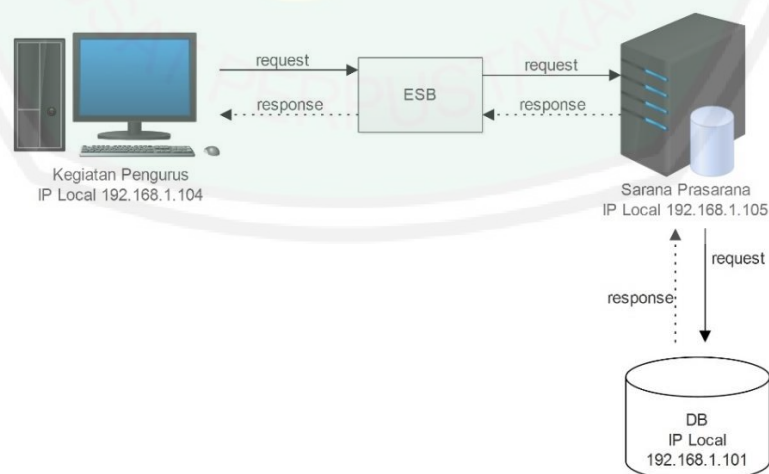 request
request
ESB
response
response
Kegiatan Pengurus
IP Local 192.168.1.104
Sarana Prasarana
IP Local 192.168.1.105
request
response
DB
IP Local
192.168.1.101